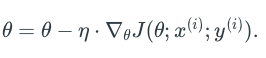 θ = θ − η · ∇_θ J(θ; x^{(i)}; y^{(i)}).